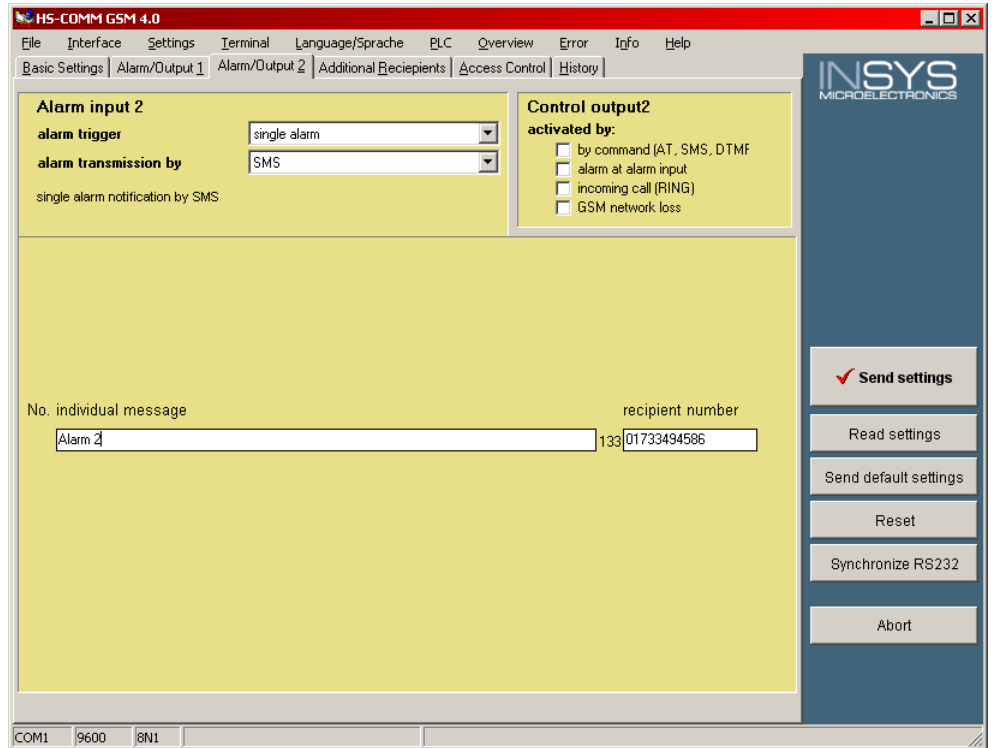 HS-COMM GSM 4.0
File Interface Settings Terminal Language/Sprache PLC Overview Error Info Help
Basic Settings Alarm/Output 1 Alarm/Output 2 Additional Reciepients Access Control History
INSYS
MICROELECTRONICS
Alarm input 2
alarm trigger single alarm
alarm transmission by SMS
single alarm notification by SMS
Control output2
activated by:
by command (AT, SMS, DTMF
alarm at alarm input
incoming call (RING)
GSM network loss
No. individual message recipient number
Alarm 2 133 01733494586
Send settings
Read settings
Send default settings
Reset
Synchronize RS232
Abort
COM1 9600 8N1